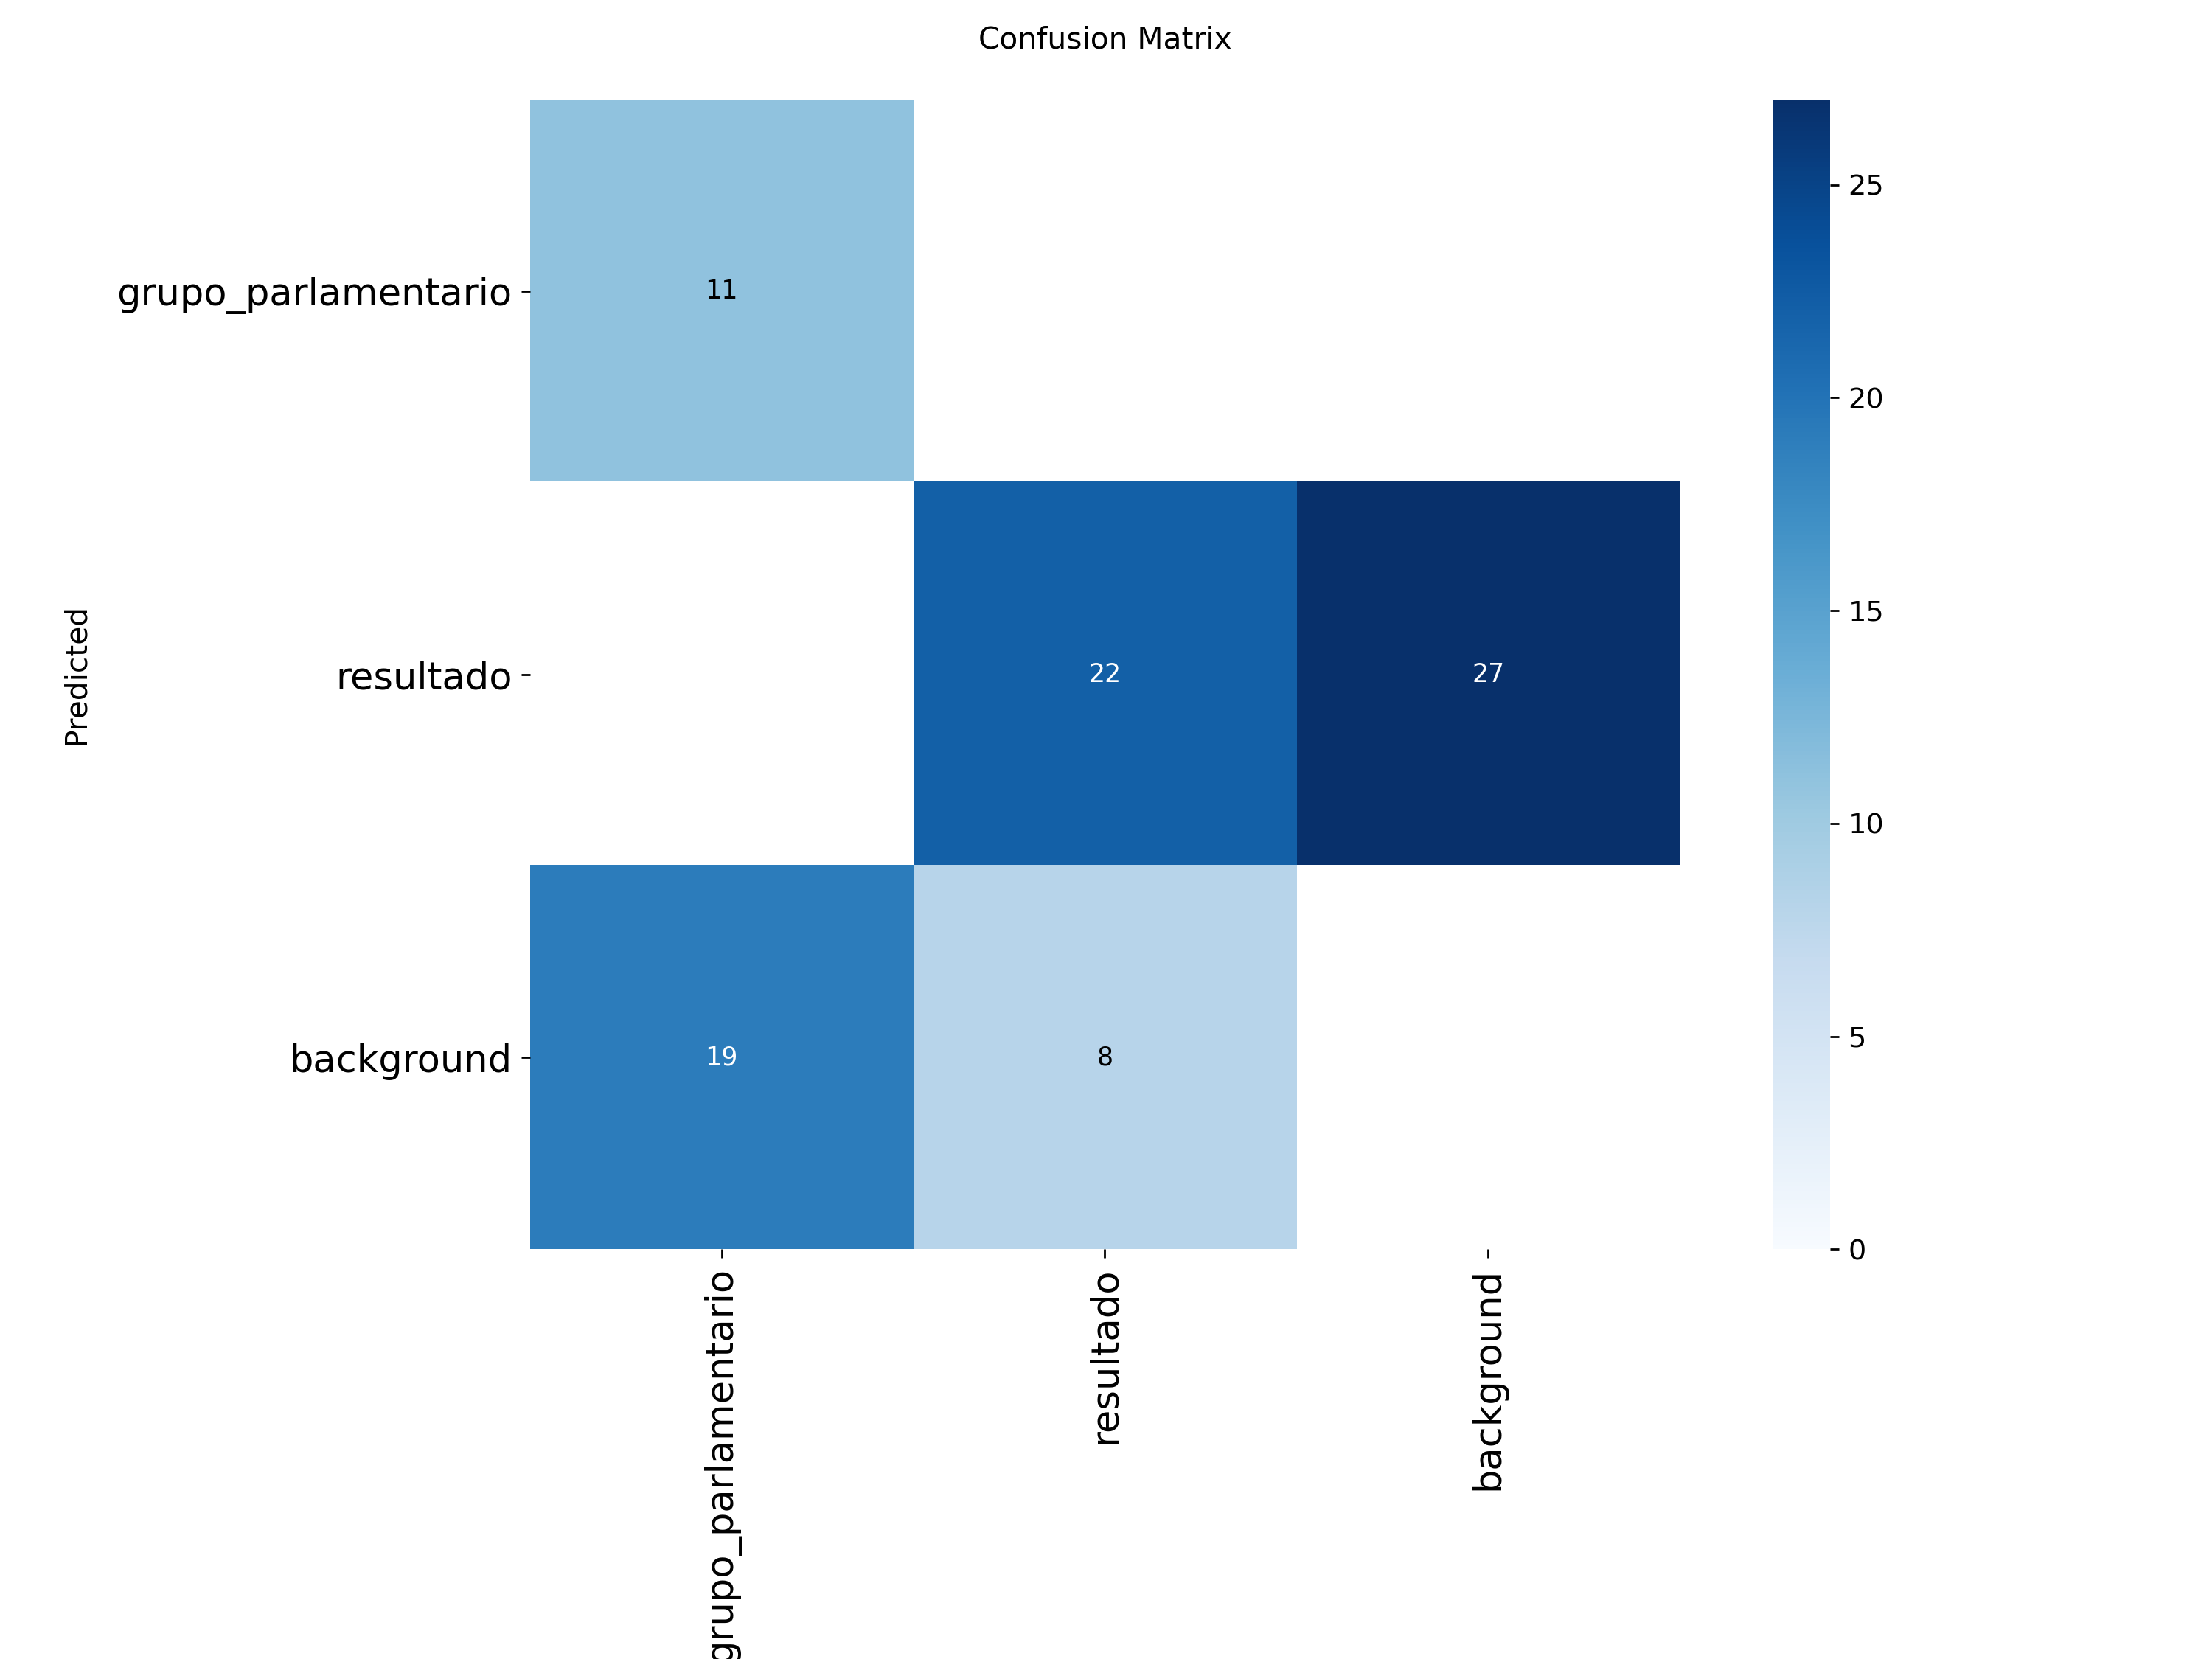 Confusion Matrix
grupo_parlamentario
11
resultado
22
27
background
19
8
Predicted
25
20
15
10
5
0
grupo_parlamentario
resultado
background